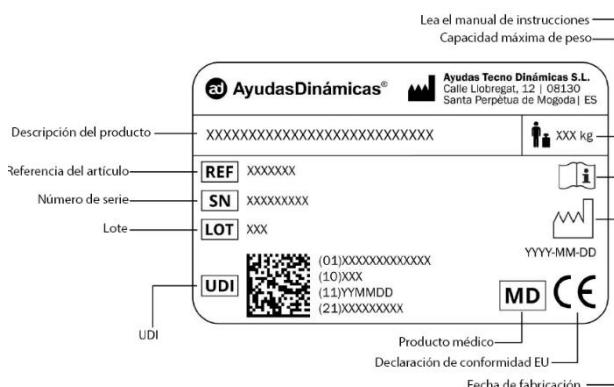 Lea el manual de instrucciones
Capacidad máxima de peso
ad AyudasDinámicas®
Ayudas Tecno Dinámicas S.L.
Calle Llobregat, 12 | 08130
Santa Perpètua de Mogoda| ES
Descripción del producto
XXXXXXXXXXXXXXXXXXXXXXXXXXXX
XXX kg
Referencia del artículo
REF XXXXXXX
i
Número de serie
SN XXXXXXXXX
Lote
LOT XXX
YYYY-MM-DD
UDI
(01)XXXXXXXXXXXXX
(10)XXX
(11)YYMMDD
(21)XXXXXXXXX
MD CE
UDI
Producto médico
Declaración de conformidad EU
Fecha de fabricación